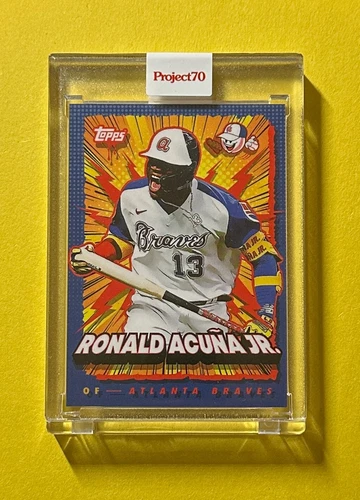 Project70
Topps
A
Braves
13
RONALD ACUÑA JR.
OF — ATLANTA BRAVES